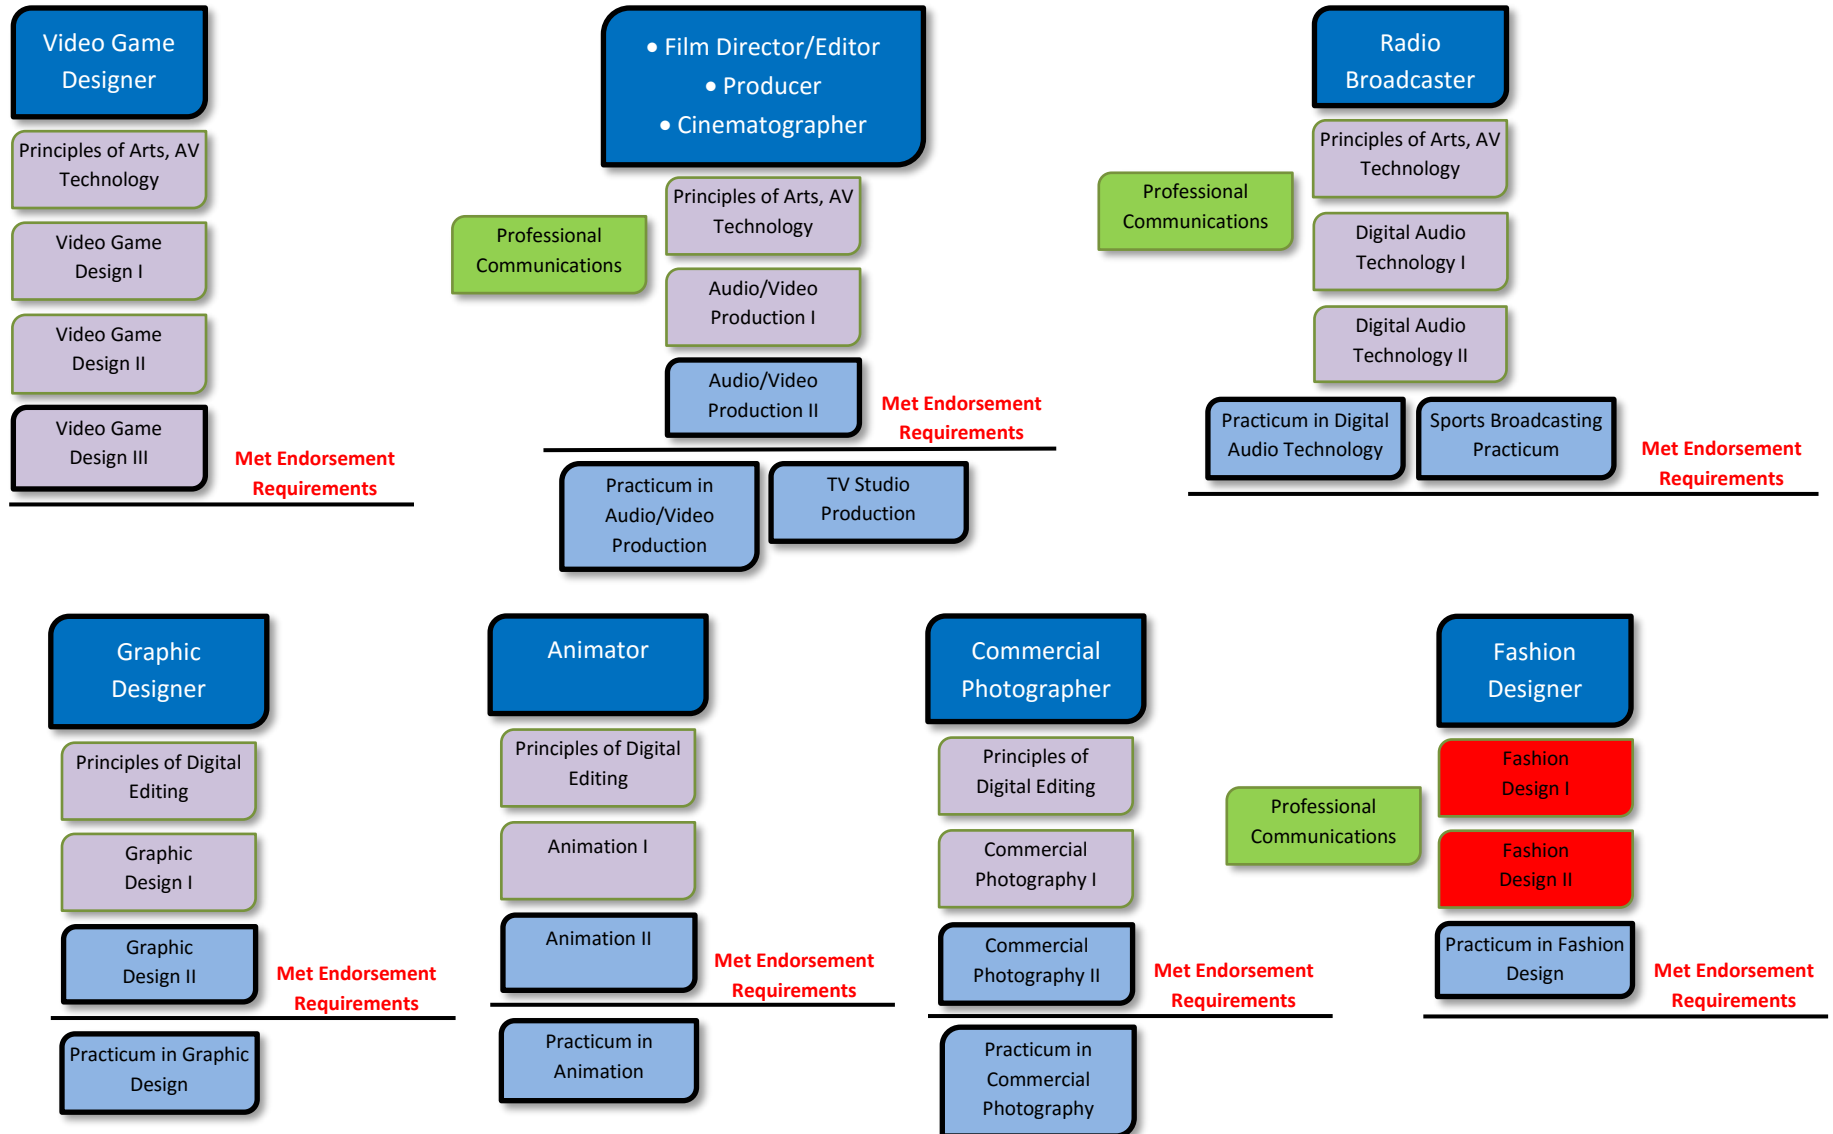 Video Game
Designer
Principles of Arts, AV
Technology
Video Game
Design I
Video Game
Design II
Video Game
Design III
Met Endorsement
Requirements
• Film Director/Editor
• Producer
• Cinematographer
Professional
Communications
Principles of Arts, AV
Technology
Audio/Video
Production I
Audio/Video
Production II
Met Endorsement
Requirements
Practicum in
Audio/Video
Production
TV Studio
Production
Radio
Broadcaster
Professional
Communications
Principles of Arts, AV
Technology
Digital Audio
Technology I
Digital Audio
Technology II
Practicum in Digital
Audio Technology
Sports Broadcasting
Practicum
Met Endorsement
Requirements
Graphic
Designer
Principles of Digital
Editing
Graphic
Design I
Graphic
Design II
Met Endorsement
Requirements
Practicum in Graphic
Design
Animator
Principles of Digital
Editing
Animation I
Animation II
Met Endorsement
Requirements
Practicum in
Animation
Commercial
Photographer
Principles of
Digital Editing
Commercial
Photography I
Commercial
Photography II
Met Endorsement
Requirements
Practicum in
Commercial
Photography
Fashion
Designer
Professional
Communications
Fashion
Design I
Fashion
Design II
Practicum in Fashion
Design
Met Endorsement
Requirements